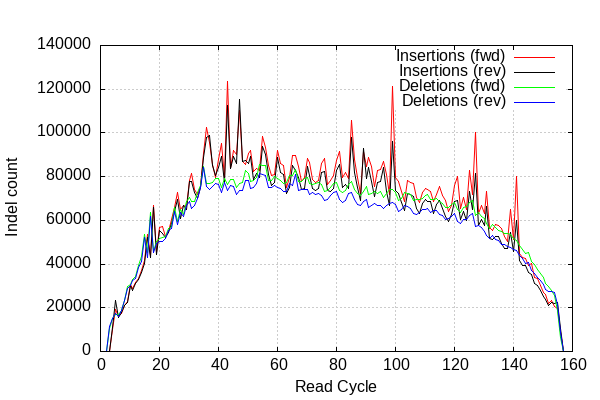 140000
120000
100000
80000
60000
40000
20000
0
Indel count
Insertions (fwd)
Insertions (rev)
Deletions (fwd)
Deletions (rev)
0 20 40 60 80 100 120 140 160
Read Cycle